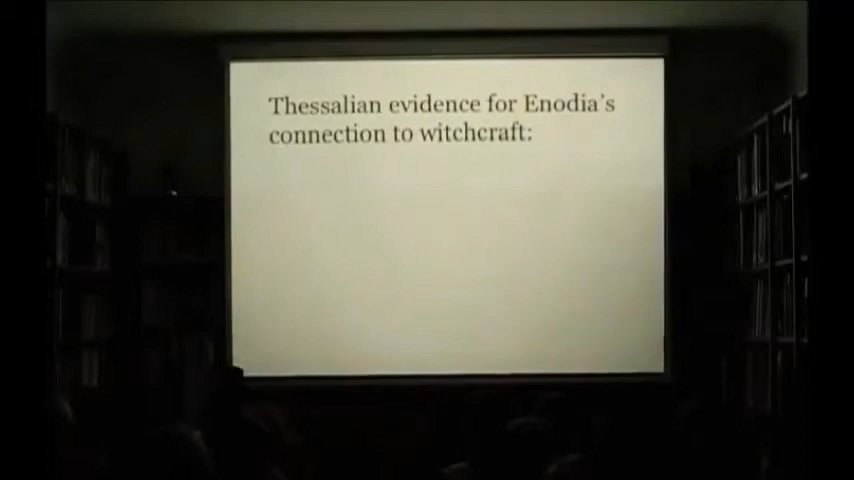 Thessalian evidence for Enodia's
connection to witchcraft: